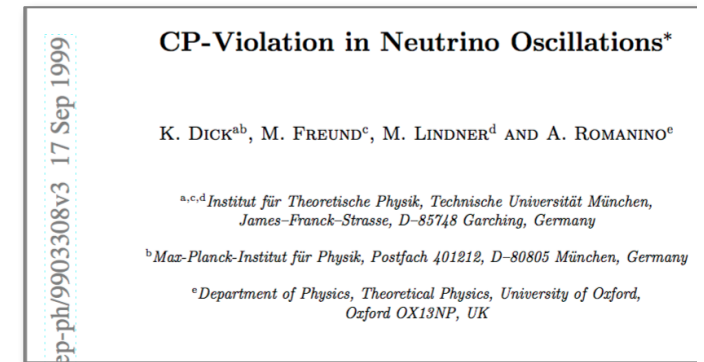 CP-Violation in Neutrino Oscillations*
K. Dickᵃᵇ, M. Freundᶜ, M. Lindnerᵈ and A. Romaninoᵉ
ᵃ,ᶜ,ᵈInstitut für Theoretische Physik, Technische Universität München,
James–Franck–Strasse, D–85748 Garching, Germany
ᵇMax-Planck-Institut für Physik, Postfach 401212, D–80805 München, Germany
ᵉDepartment of Physics, Theoretical Physics, University of Oxford,
Oxford OX13NP, UK
ep-ph/9903308v3 17 Sep 1999